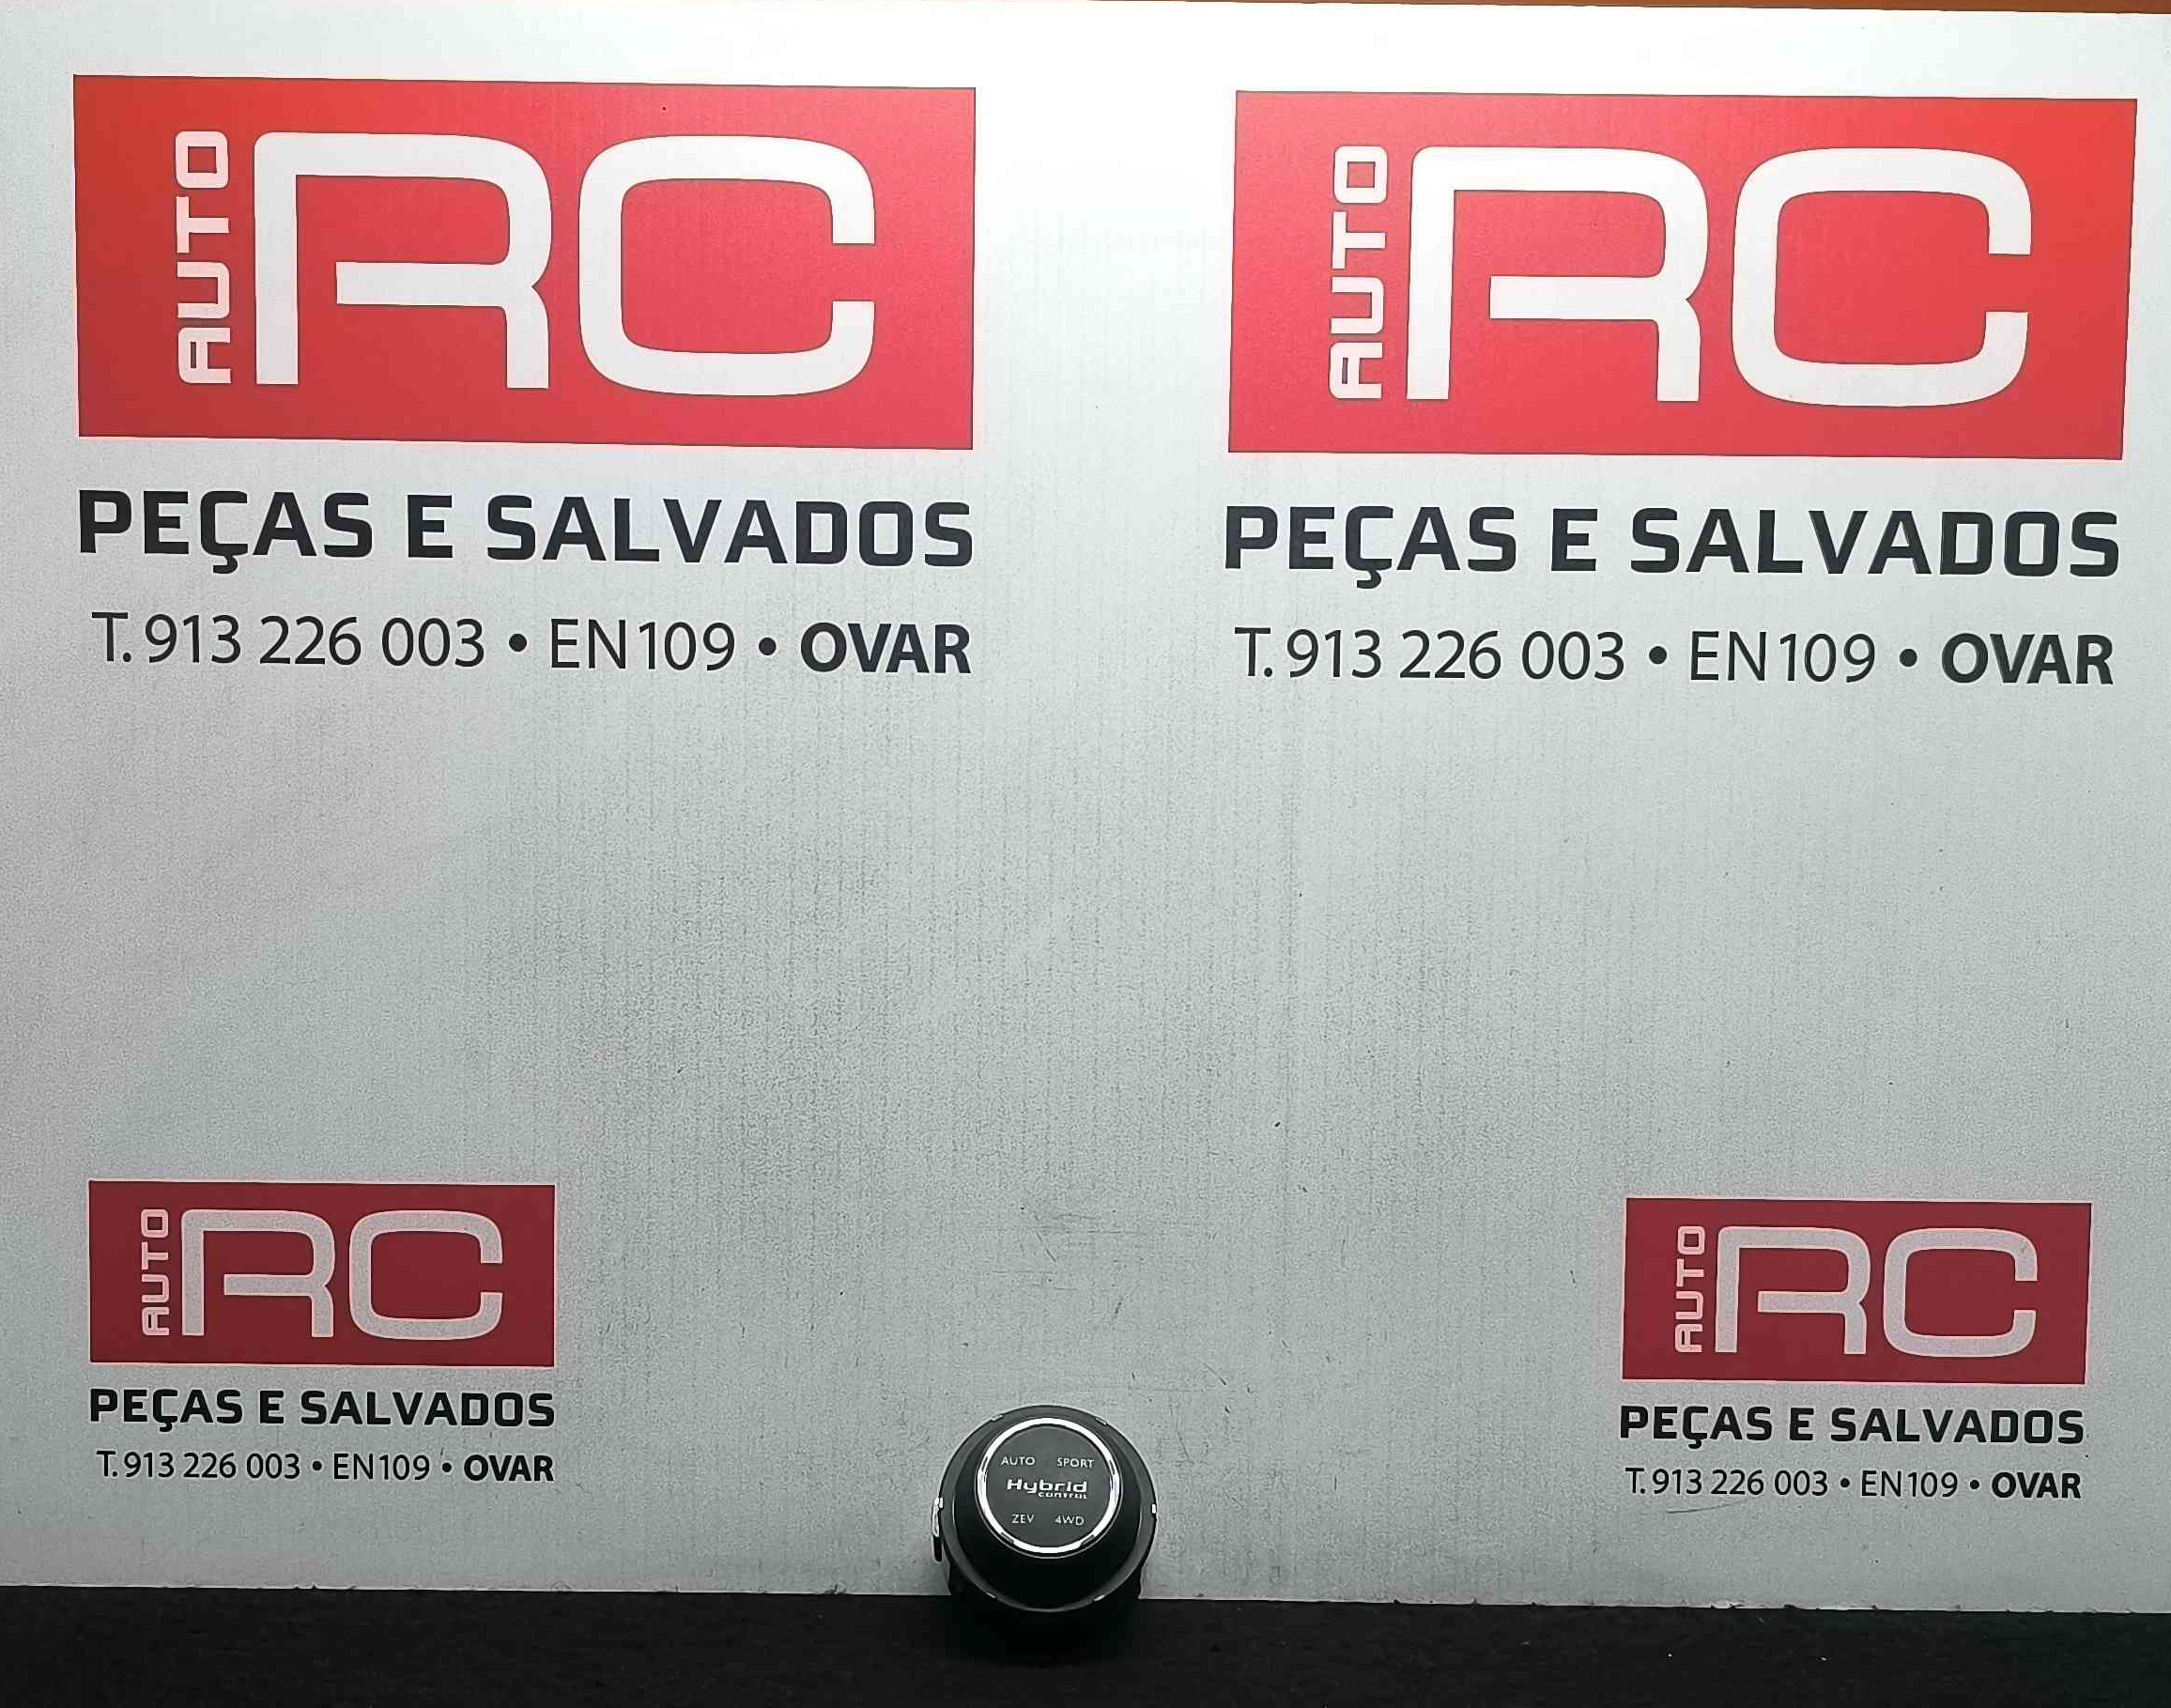 AUTO RC
PEÇAS E SALVADOS
T. 913 226 003 • EN109 • OVAR
AUTO RC
PEÇAS E SALVADOS
T. 913 226 003 • EN109 • OVAR
AUTO RC
PEÇAS E SALVADOS
T. 913 226 003 • EN109 • OVAR
AUTO SPORT
Hybrid
control
ZEV 4WD
AUTO RC
PEÇAS E SALVADOS
T. 913 226 003 • EN109 • OVAR